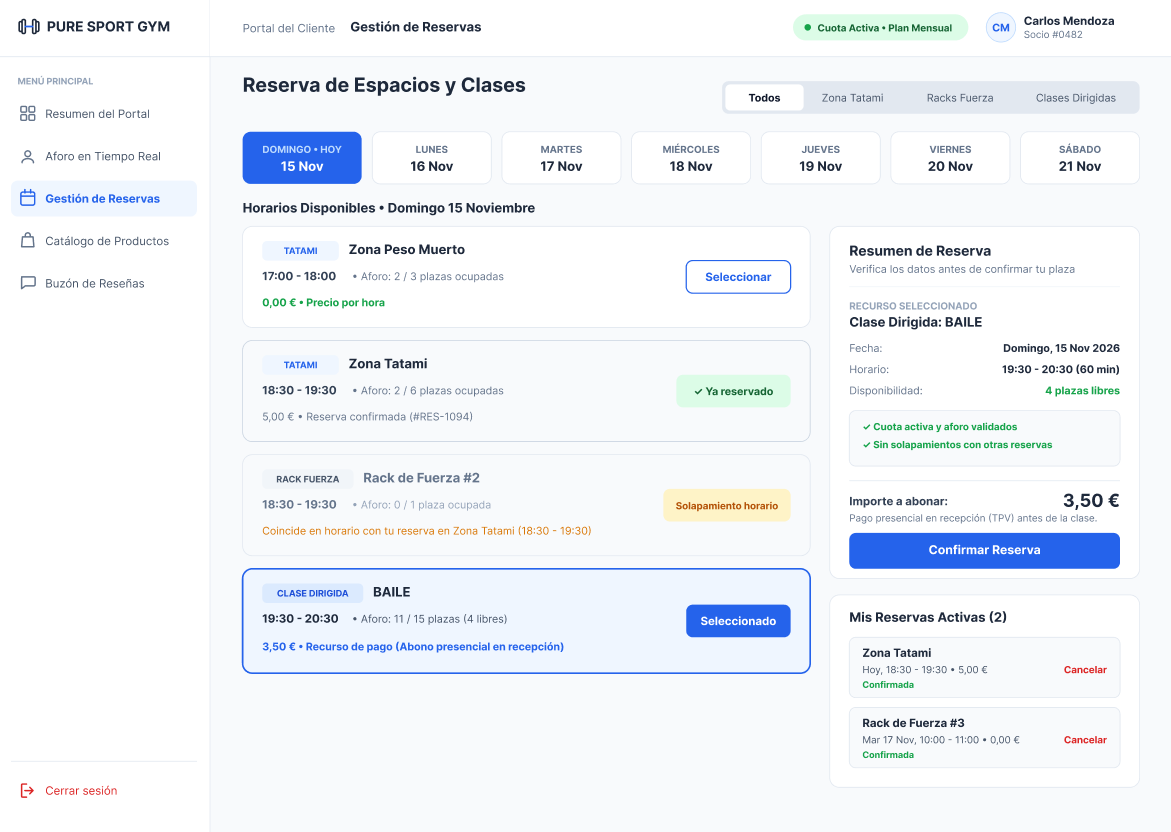 PURE SPORT GYM
Portal del Cliente
Gestión de Reservas
Cuota Activa • Plan Mensual
CM
Carlos Mendoza
Socio #0482
MENÚ PRINCIPAL
Resumen del Portal
Aforo en Tiempo Real
Gestión de Reservas
Catálogo de Productos
Buzón de Reseñas
Cerrar sesión
Reserva de Espacios y Clases
Todos
Zona Tatami
Racks Fuerza
Clases Dirigidas
DOMINGO • HOY
15 Nov
LUNES
16 Nov
MARTES
17 Nov
MIÉRCOLES
18 Nov
JUEVES
19 Nov
VIERNES
20 Nov
SÁBADO
21 Nov
Horarios Disponibles • Domingo 15 Noviembre
TATAMI
Zona Peso Muerto
17:00 - 18:00
• Aforo: 2 / 3 plazas ocupadas
0,00 € • Precio por hora
Seleccionar
TATAMI
Zona Tatami
18:30 - 19:30
• Aforo: 2 / 6 plazas ocupadas
5,00 € • Reserva confirmada (#RES-1094)
✓ Ya reservado
RACK FUERZA
Rack de Fuerza #2
18:30 - 19:30
• Aforo: 0 / 1 plaza ocupada
Coincide en horario con tu reserva en Zona Tatami (18:30 - 19:30)
Solapamiento horario
CLASE DIRIGIDA
BAILE
19:30 - 20:30
• Aforo: 11 / 15 plazas (4 libres)
3,50 € • Recurso de pago (Abono presencial en recepción)
Seleccionado
Resumen de Reserva
Verifica los datos antes de confirmar tu plaza
RECURSO SELECCIONADO
Clase Dirigida: BAILE
Fecha:
Domingo, 15 Nov 2026
Horario:
19:30 - 20:30 (60 min)
Disponibilidad:
4 plazas libres
✓ Cuota activa y aforo validados
✓ Sin solapamientos con otras reservas
Importe a abonar:
3,50 €
Pago presencial en recepción (TPV) antes de la clase.
Confirmar Reserva
Mis Reservas Activas (2)
Zona Tatami
Hoy, 18:30 - 19:30 • 5,00 €
Confirmada
Cancelar
Rack de Fuerza #3
Mar 17 Nov, 10:00 - 11:00 • 0,00 €
Confirmada
Cancelar